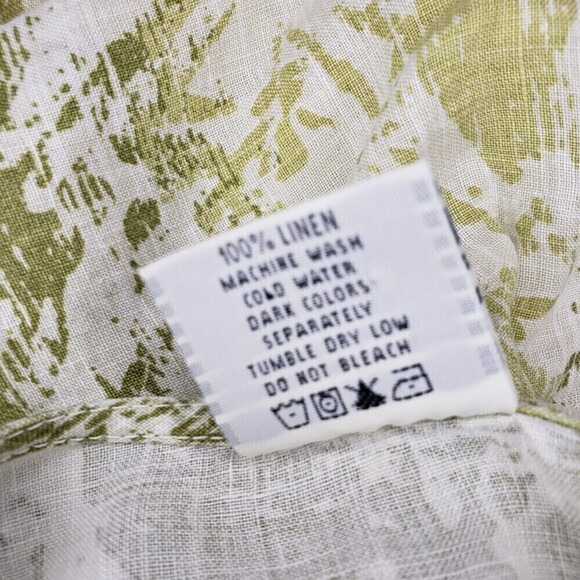 100% LINEN
MACHINE WASH
COLD WATER
DARK COLORS
SEPARATELY
TUMBLE DRY LOW
DO NOT BLEACH